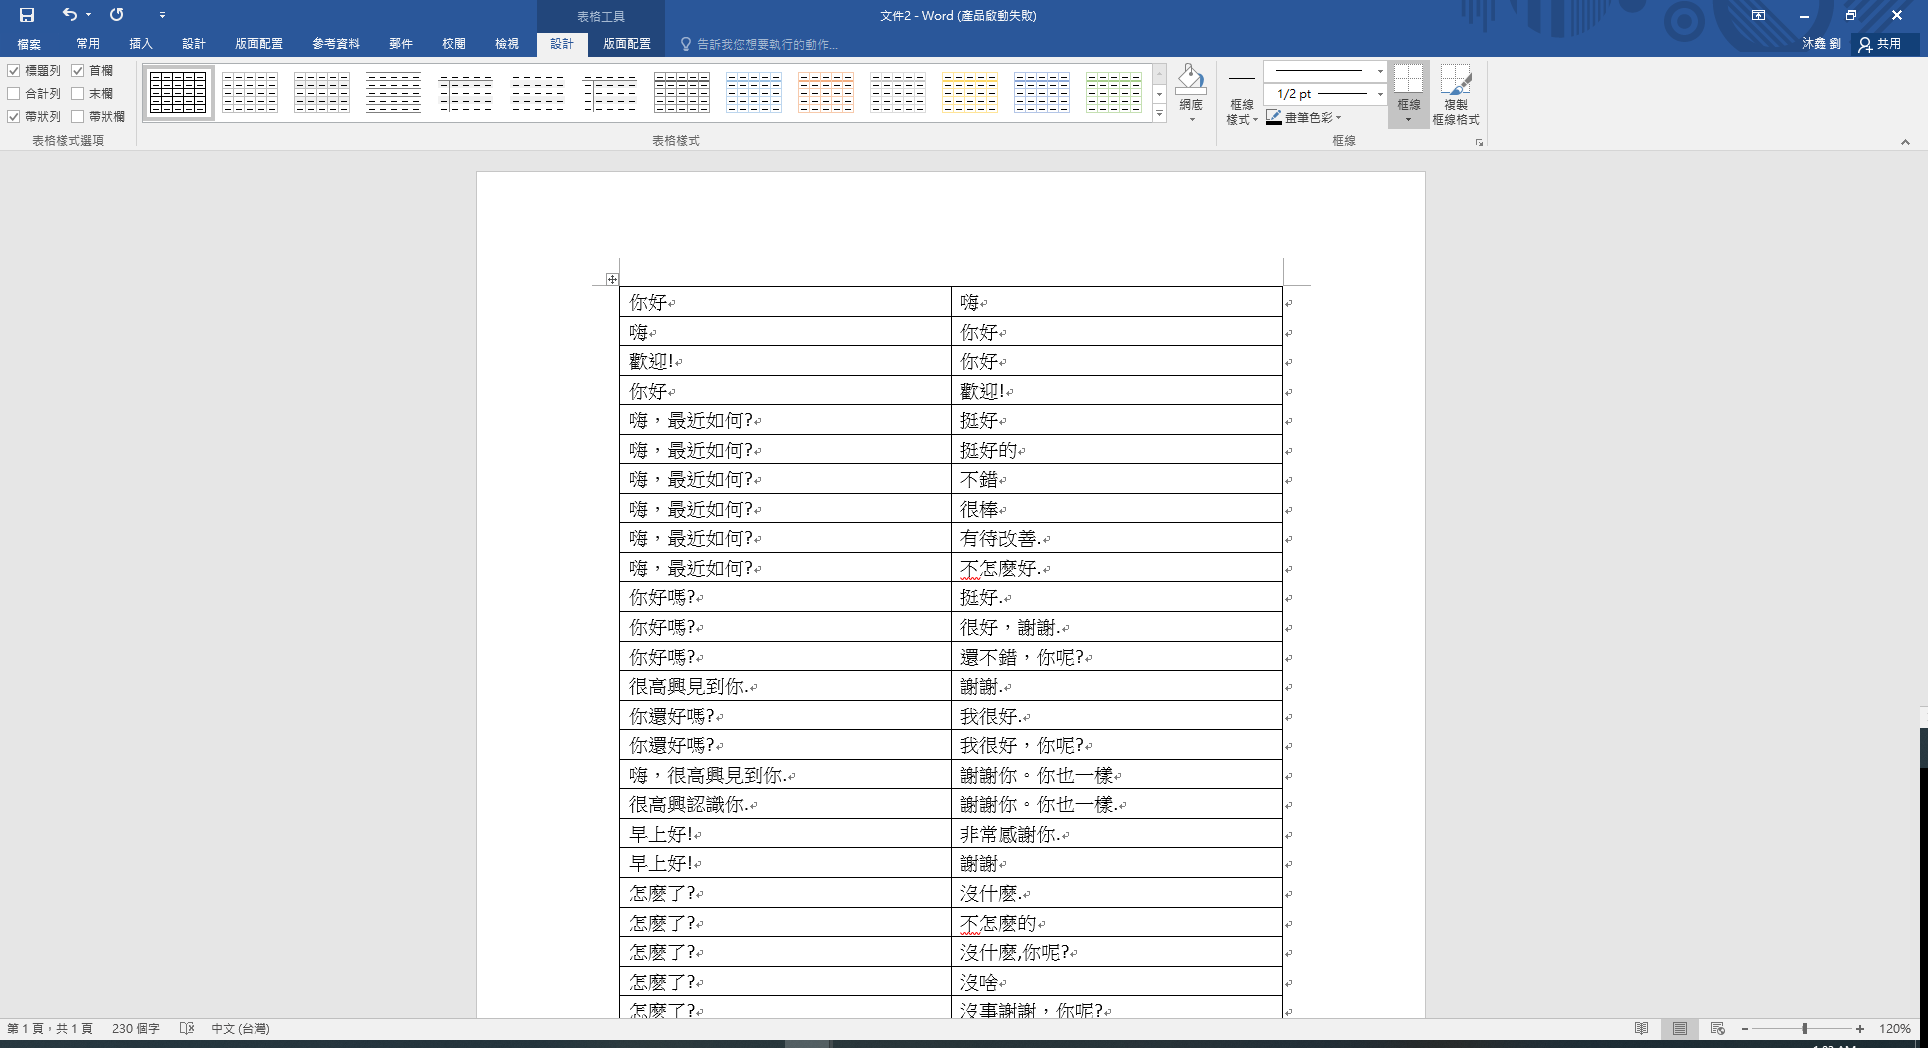 文件2 - Word (產品啟動失敗)
表格工具
檔案 常用 插入 設計 版面配置 參考資料 郵件 校閱 檢視 設計 版面配置 告訴我您想要執行的動作... 沐鑫 劉 共用
標題列 首欄
合計列 末欄
帶狀列 帶狀欄
表格樣式選項
表格樣式
網底
框線樣式
1/2 pt
畫筆色彩
框線
複製框線格式
框線
你好 嗨
嗨 你好
歡迎! 你好
你好 歡迎!
嗨，最近如何? 挺好
嗨，最近如何? 挺好的
嗨，最近如何? 不錯
嗨，最近如何? 很棒
嗨，最近如何? 有待改善.
嗨，最近如何? 不怎麼好.
你好嗎? 挺好.
你好嗎? 很好，謝謝.
你好嗎? 還不錯，你呢?
很高興見到你. 謝謝.
你還好嗎? 我很好.
你還好嗎? 我很好，你呢?
嗨，很高興見到你. 謝謝你。你也一樣
很高興認識你. 謝謝你。你也一樣.
早上好! 非常感謝你.
早上好! 謝謝
怎麼了? 沒什麼.
怎麼了? 不怎麼的
怎麼了? 沒什麼,你呢?
怎麼了? 沒啥
怎麼了? 沒事謝謝，你呢?
第 1 頁，共 1 頁 230 個字 中文 (台灣) 120%